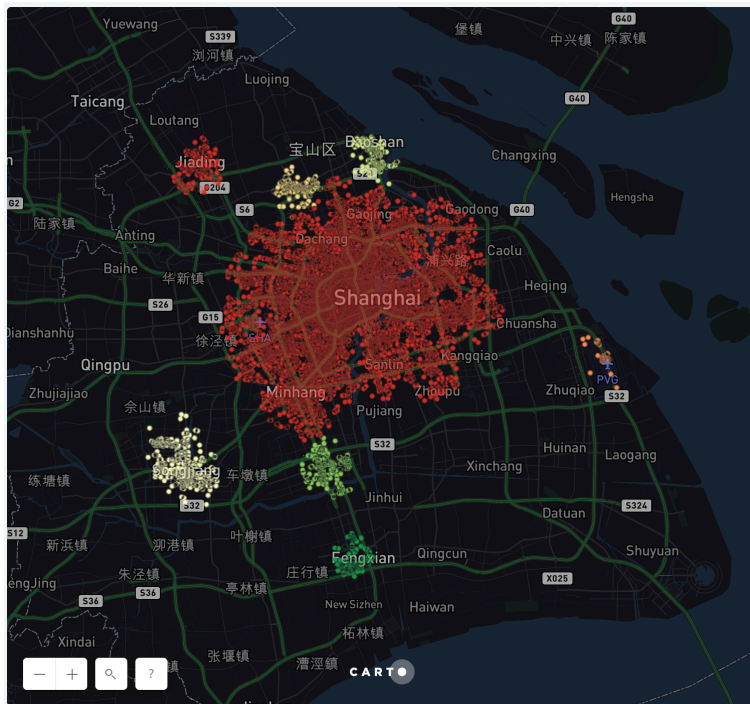 Yuewang
S339
浏河镇
堡镇
G40
中兴镇
陈家镇
Luojing
Taicang
G40
Loutang
宝山区
Baoshan
Changxing
Jiading
S20
G204
Hengsha
G2
S6
Gaojing
Gaodong
G40
陆家镇
Anting
Dachang
Caolu
浦兴路
Baihe
华新镇
Heqing
Shanghai
S26
G15
Chuansha
Dianshanhu
徐泾镇
SHA
Kangqiao
Qingpu
Sanlin
PVG
Zhujiajiao
Minhang
Zhoupu
Zhuqiao
S32
佘山镇
Pujiang
S32
Huinan
Laogang
Songjiang
车墩镇
Xinchang
练塘镇
Jinhui
S32
S324
Datuan
S12
新浜镇
泖港镇
叶榭镇
Fengxian
Qingcun
Shuyuan
engJing
朱泾镇
庄行镇
X025
亭林镇
S36
S36
New Sizhen
Haiwan
Xindai
柘林镇
张堰镇
漕泾镇
镇
− + ?
CARTO